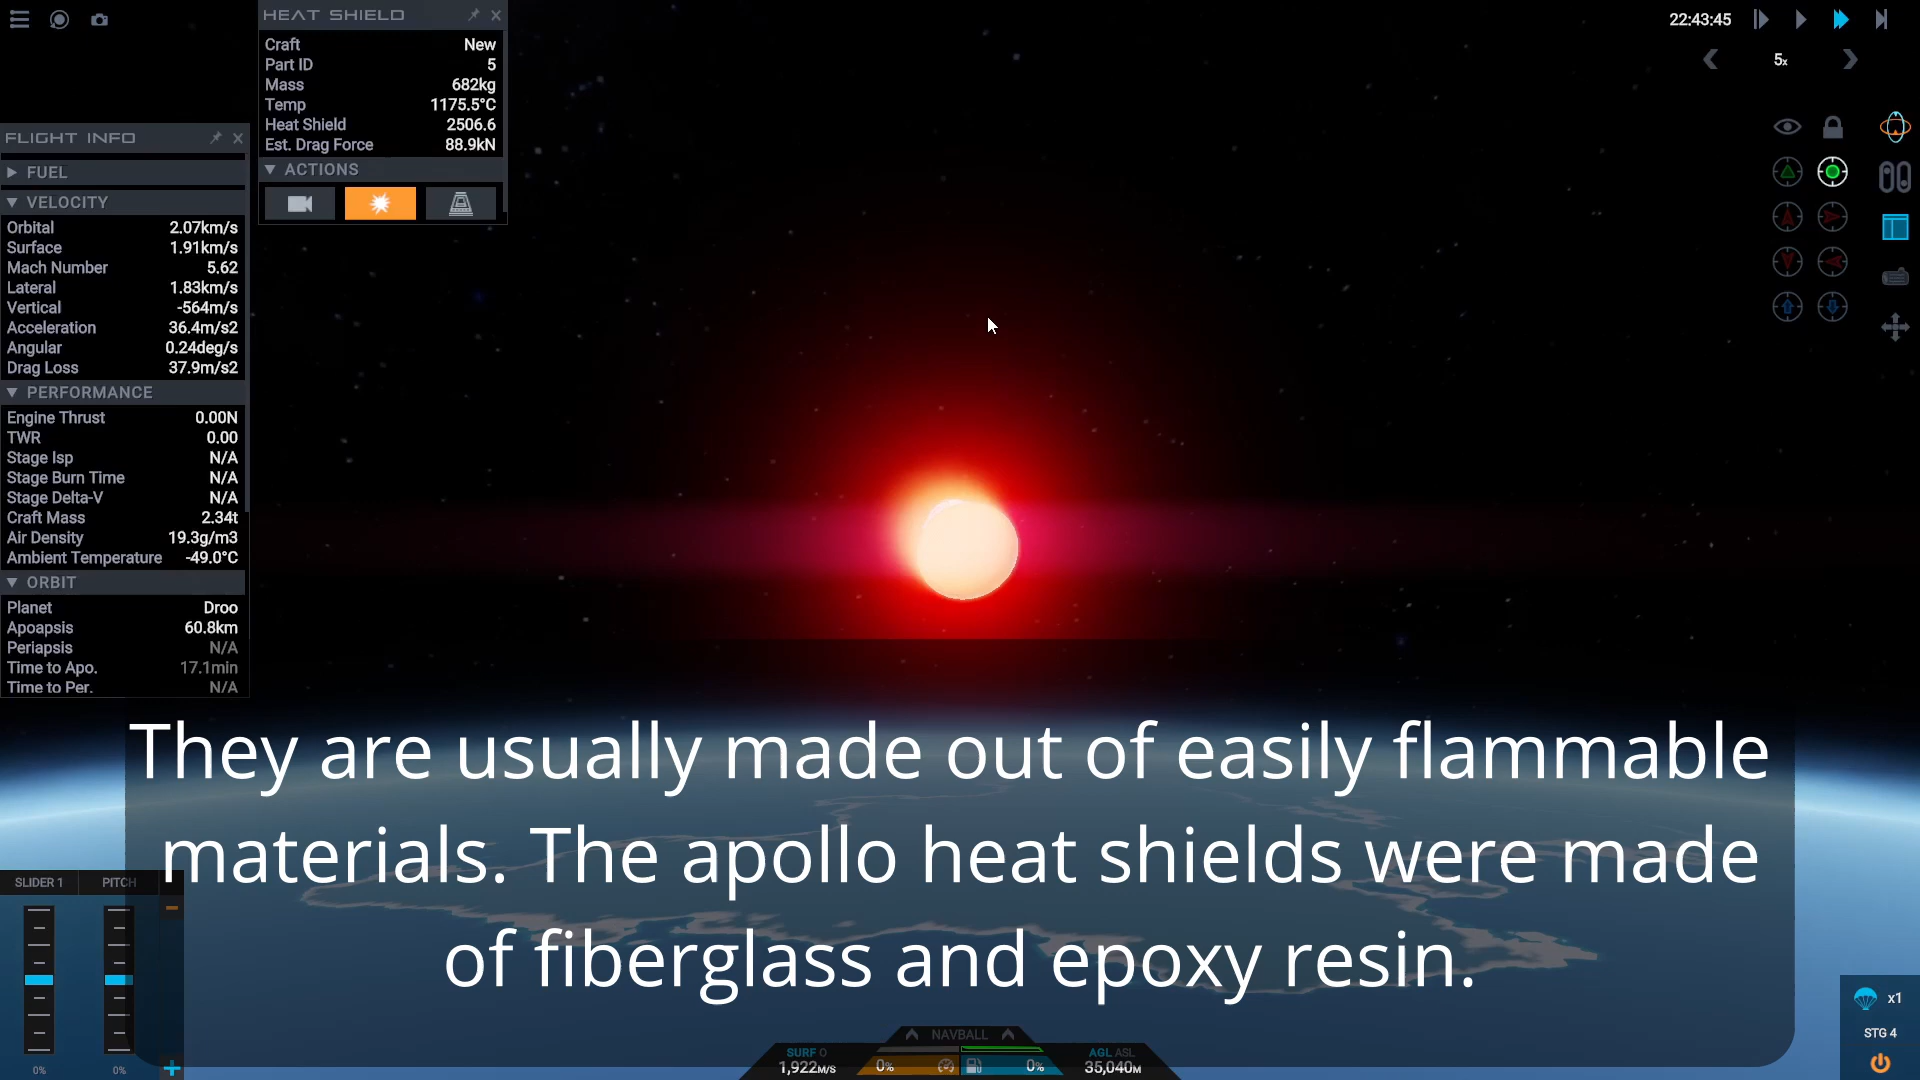 HEAT SHIELD
Craft New
Part ID 5
Mass 682kg
Temp 1175.5°C
Heat Shield 2506.6
Est. Drag Force 88.9kN
ACTIONS
22:43:45
5x
FLIGHT INFO
FUEL
VELOCITY
Orbital 2.07km/s
Surface 1.91km/s
Mach Number 5.62
Lateral 1.83km/s
Vertical -564m/s
Acceleration 36.4m/s2
Angular 0.24deg/s
Drag Loss 37.9m/s2
PERFORMANCE
Engine Thrust 0.00N
TWR 0.00
Stage Isp N/A
Stage Burn Time N/A
Stage Delta-V N/A
Craft Mass 2.34t
Air Density 19.3g/m3
Ambient Temperature -49.0°C
ORBIT
Planet Droo
Apoapsis 60.8km
Periapsis N/A
Time to Apo. 17.1min
Time to Per. N/A
They are usually made out of easily flammable
materials. The apollo heat shields were made
of fiberglass and epoxy resin.
SLIDER 1 PITCH
0% 0%
NAVBALL
SURF O
1,922M/S
0% 0%
AGL ASL
35,040M
x1
STG 4